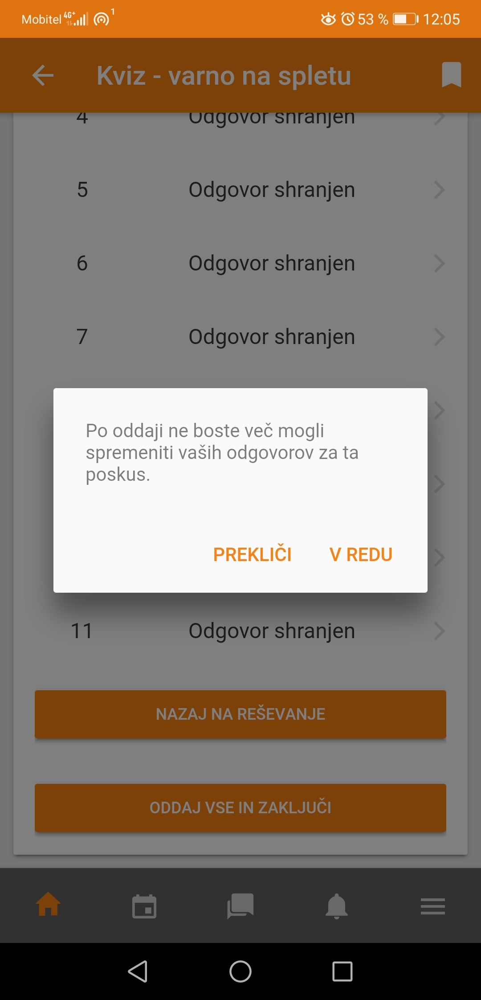 Mobitel 4G+ 1 53 % 12:05
Kviz - varno na spletu
4 Odgovor shranjen
5 Odgovor shranjen
6 Odgovor shranjen
7 Odgovor shranjen
Po oddaji ne boste več mogli
spremeniti vaših odgovorov za ta
poskus.
PREKLIČI V REDU
11 Odgovor shranjen
NAZAJ NA REŠEVANJE
ODDAJ VSE IN ZAKLJUČI